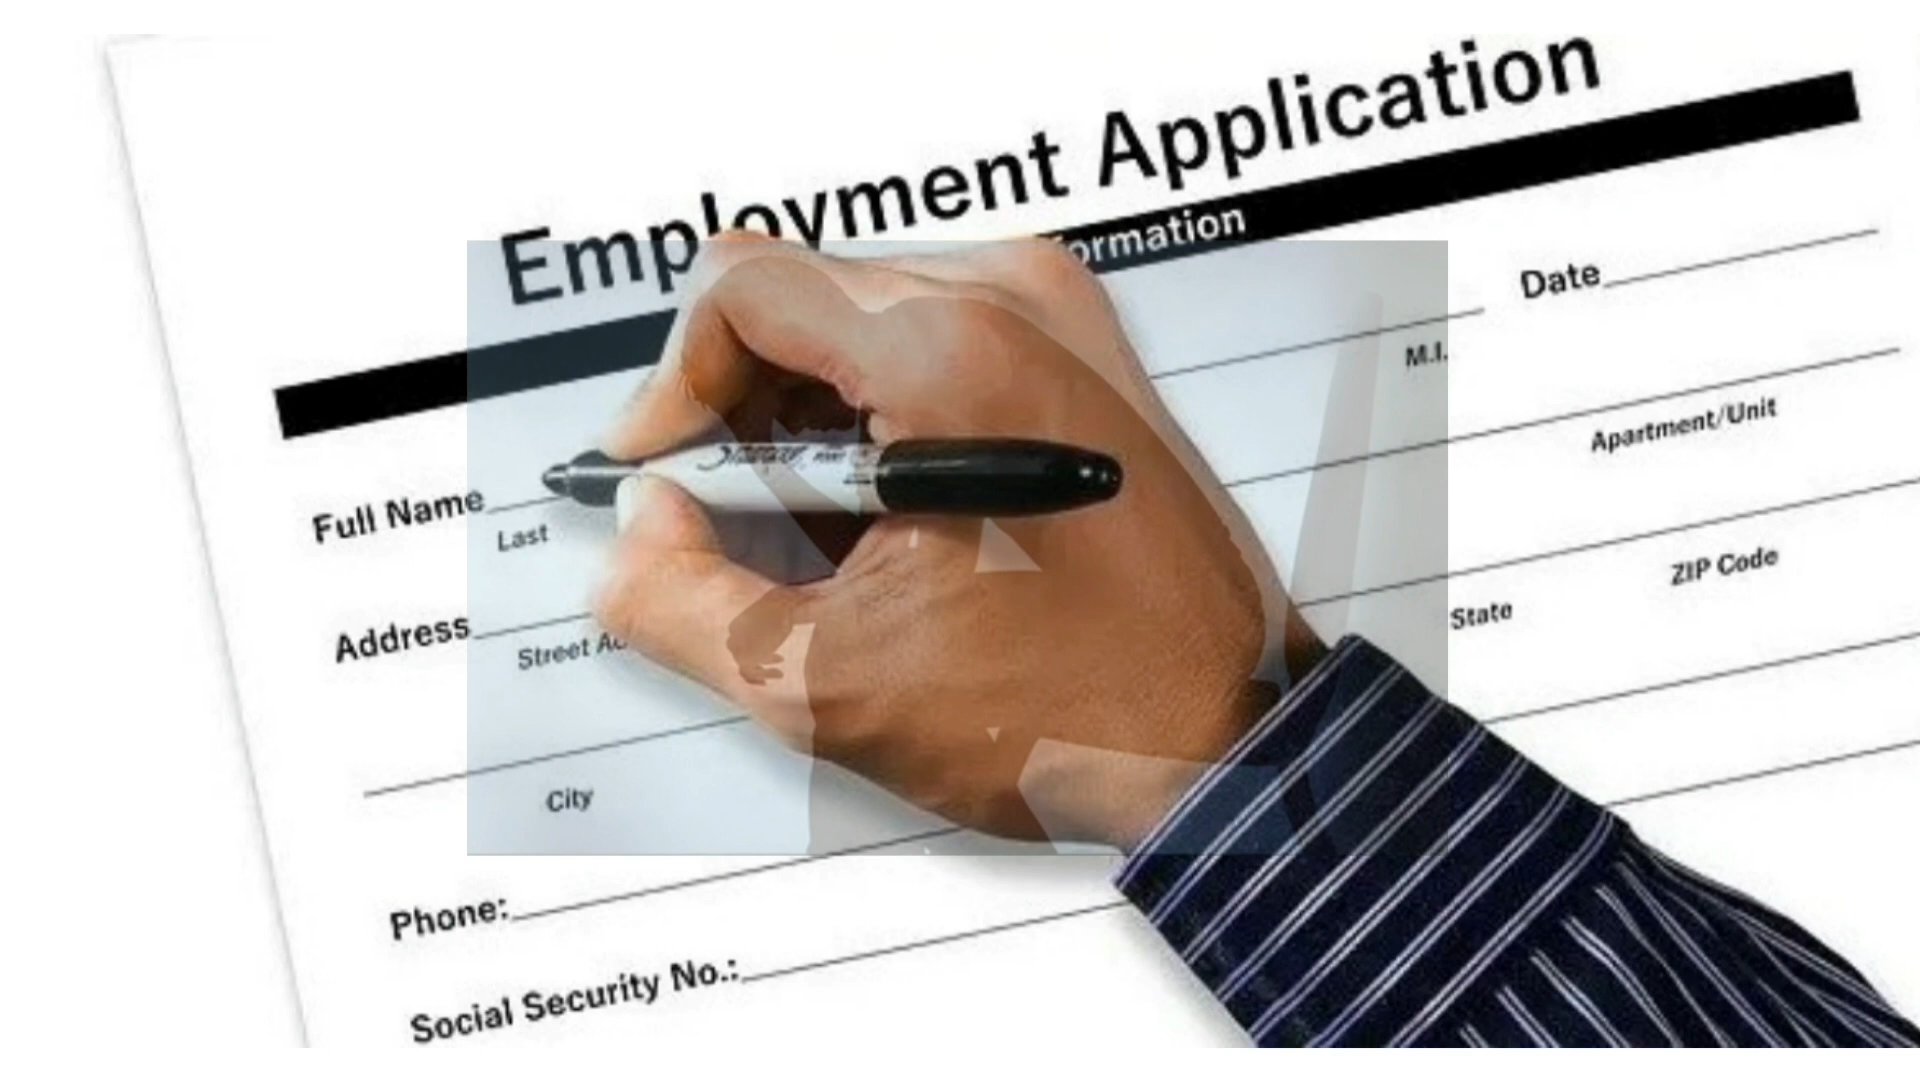 Employment Application
formation
Date
Full Name
Last
M.I.
Address
Street Ad
Apartment/Unit
City
State
ZIP Code
Phone:
Social Security No.: